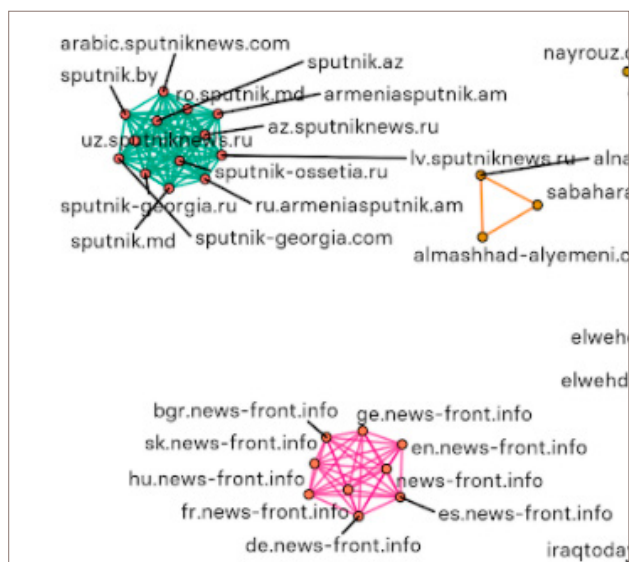 arabic.sputniknews.com
nayrouz.c
sputnik.by
sputnik.az
ro.sputnik.md
armeniasputnik.am
az.sputniknews.ru
uz.sputniknews.ru
lv.sputniknews.ru
alna
sputnik-ossetia.ru
sabahara
sputnik-georgia.ru
ru.armeniasputnik.am
sputnik.md
sputnik-georgia.com
almashhad-alyemeni.c
elwehd
elwehd
bgr.news-front.info
ge.news-front.info
sk.news-front.info
en.news-front.info
hu.news-front.info
news-front.info
fr.news-front.info
es.news-front.info
de.news-front.info
iraqtoday